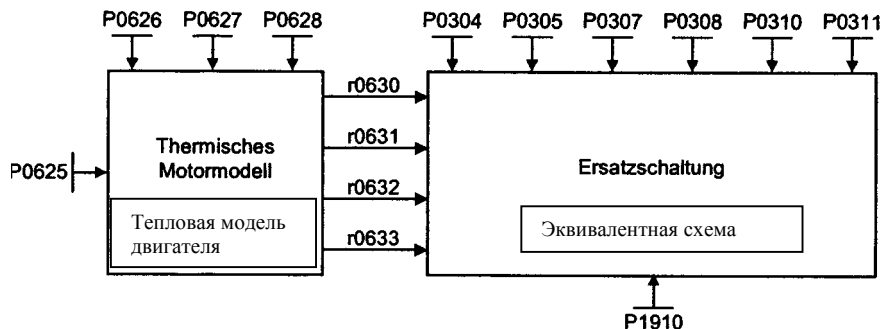 P0626 P0627 P0628 P0304 P0305 P0307 P0308 P0310 P0311
r0630
r0631
r0632
r0633
P0625
Thermisches
Motormodell
Тепловая модель
двигателя
Ersatzschaltung
Эквивалентная схема
P1910